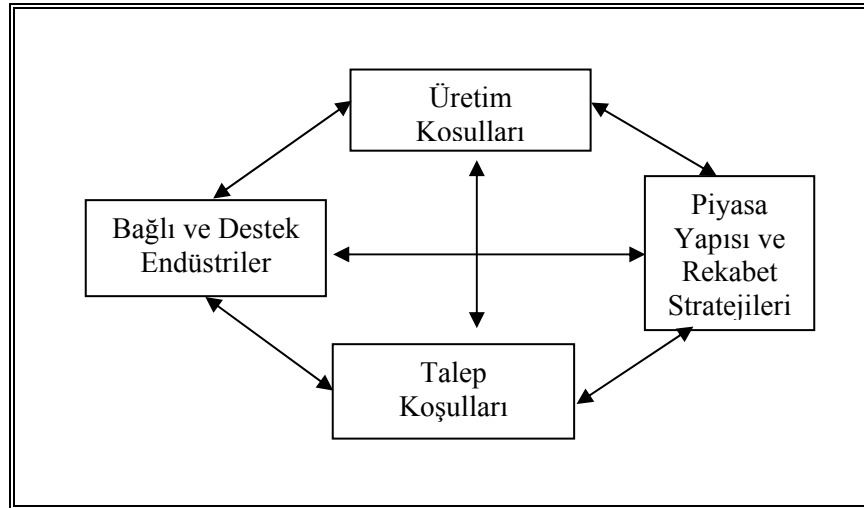 Üretim
Kosulları
Bağlı ve Destek
Endüstriler
Piyasa
Yapısı ve
Rekabet
Stratejileri
Talep
Koşulları